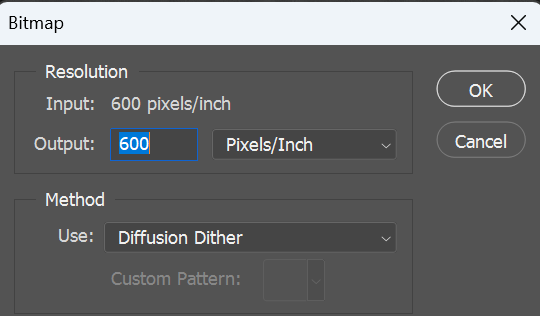 Bitmap
Resolution
Input: 600 pixels/inch
OK
Output: 600 Pixels/Inch
Cancel
Method
Use: Diffusion Dither
Custom Pattern: